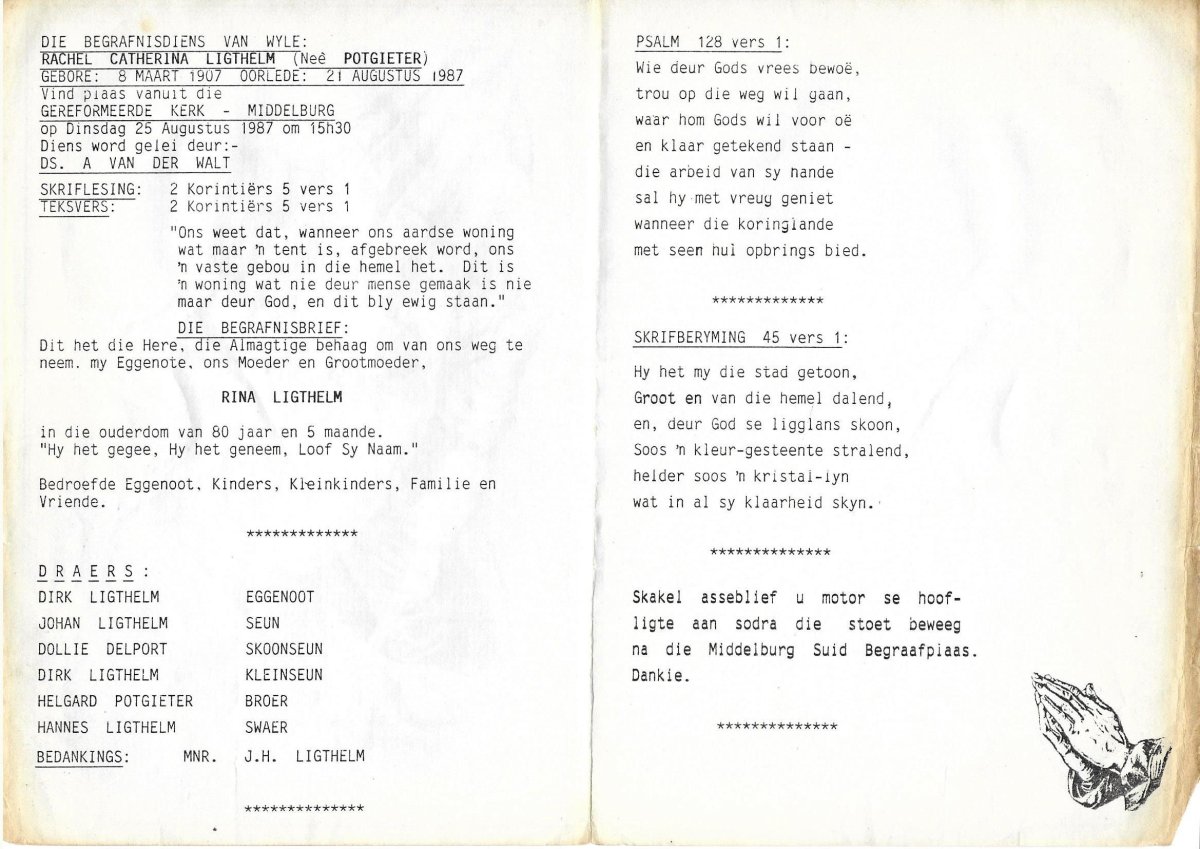 DIE BEGRAFNISDIENS VAN WYLE:
RACHEL CATHERINA LIGTHELM (Neê POTGIETER)
GEBORE: 8 MAART 1907 OORLEDE: 21 AUGUSTUS 1987
Vind plaas vanuit die
GEREFORMEERDE KERK - MIDDELBURG
op Dinsdag 25 Augustus 1987 om 15h30
Diens word gelei deur:-
DS. A VAN DER WALT
SKRIFLESING: 2 Korintiërs 5 vers 1
TEKSVERS: 2 Korintiërs 5 vers 1
"Ons weet dat, wanneer ons aardse woning
wat maar 'n tent is, afgebreek word, ons
'n vaste gebou in die hemel het. Dit is
'n woning wat nie deur mense gemaak is nie
maar deur God, en dit bly ewig staan."
DIE BEGRAFNISBRIEF:
Dit het die Here, die Almagtige behaag om van ons weg te
neem. my Eggenote, ons Moeder en Grootmoeder,
RINA LIGTHELM
in die ouderdom van 80 jaar en 5 maande.
"Hy het gegee, Hy het geneem, Loof Sy Naam."
Bedroefde Eggenoot, Kinders, Kleinkinders, Familie en
Vriende.
*************
DRAERS:
DIRK LIGTHELM EGGENOOT
JOHAN LIGTHELM SEUN
DOLLIE DELPORT SKOONSEUN
DIRK LIGTHELM KLEINSEUN
HELGARD POTGIETER BROER
HANNES LIGTHELM SWAER
BEDANKINGS: MNR. J.H. LIGTHELM
**************
PSALM 128 vers 1:
Wie deur Gods vrees bewoë,
trou op die weg wil gaan,
waar hom Gods wil voor oë
en klaar getekend staan -
die arbeid van sy hande
sal hy met vreug geniet
wanneer die koringlande
met seen hul opbrings bied.
*************
SKRIFBERYMING 45 vers 1:
Hy het my die stad getoon,
Groot en van die hemel dalend,
en, deur God se ligglans skoon,
Soos 'n kleur-gesteente stralend,
helder soos 'n kristal-lyn
wat in al sy klaarheid skyn.
**************
Skakel asseblief u motor se hoof-
ligte aan sodra die stoet beweeg
na die Middelburg Suid Begraafplaas.
Dankie.
**************